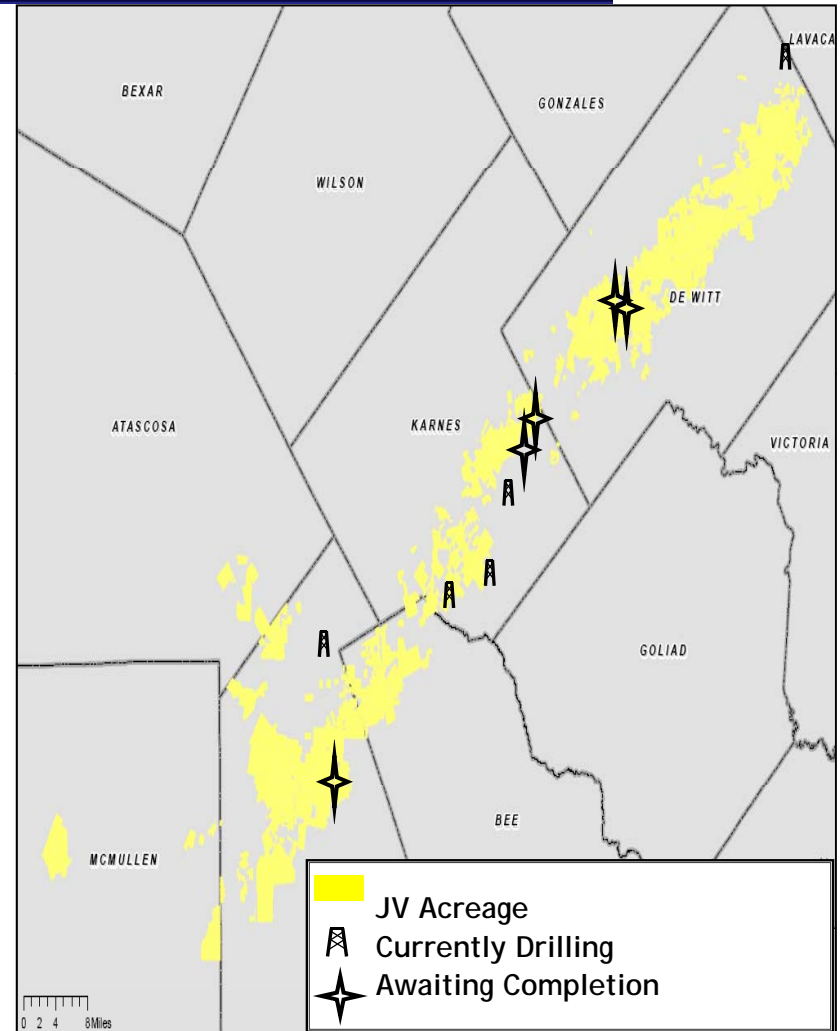 LAVACA
BEXAR
GONZALES
WILSON
DE WITT
ATASCOSA
KARNES
VICTORIA
GOLIAD
BEE
MCMULLEN
JV Acreage
Currently Drilling
Awaiting Completion
0 2 4 8 Miles